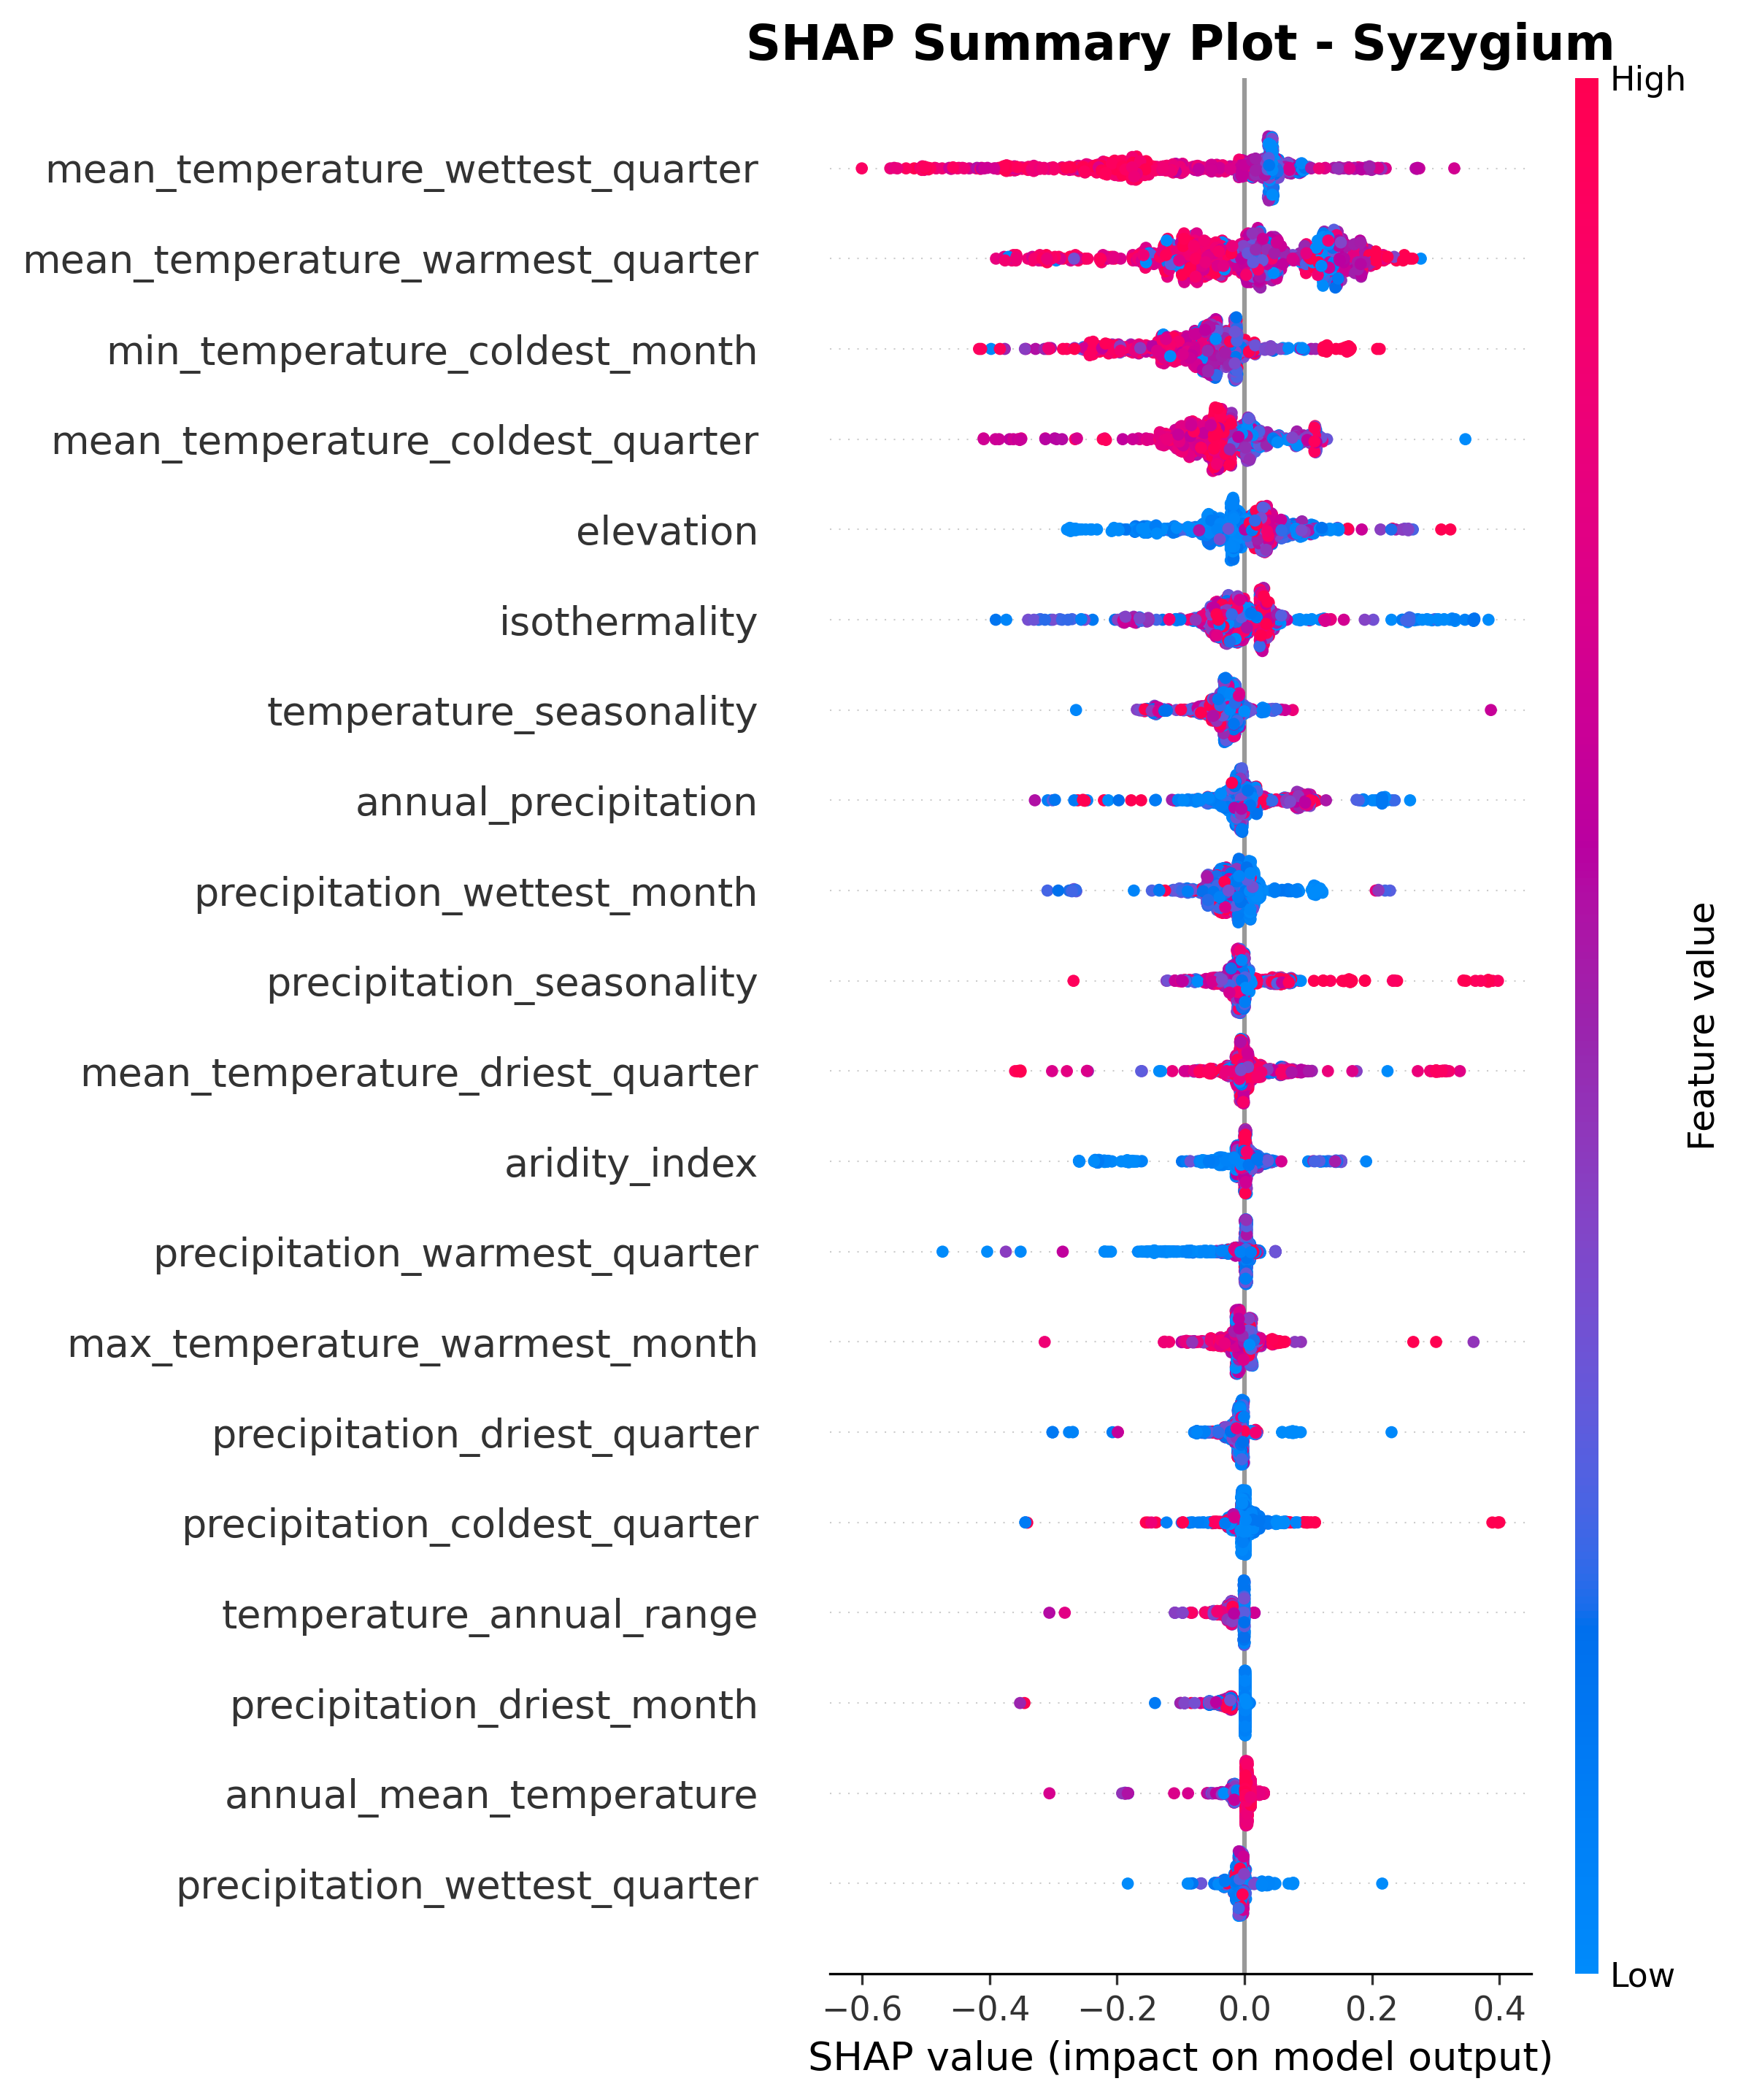 SHAP Summary Plot - Syzygium
High
mean_temperature_wettest_quarter
mean_temperature_warmest_quarter
min_temperature_coldest_month
mean_temperature_coldest_quarter
elevation
isothermality
temperature_seasonality
annual_precipitation
precipitation_wettest_month
precipitation_seasonality
mean_temperature_driest_quarter
aridity_index
precipitation_warmest_quarter
max_temperature_warmest_month
precipitation_driest_quarter
precipitation_coldest_quarter
temperature_annual_range
precipitation_driest_month
annual_mean_temperature
precipitation_wettest_quarter
Feature value
Low
−0.6 −0.4 −0.2 0.0 0.2 0.4
SHAP value (impact on model output)